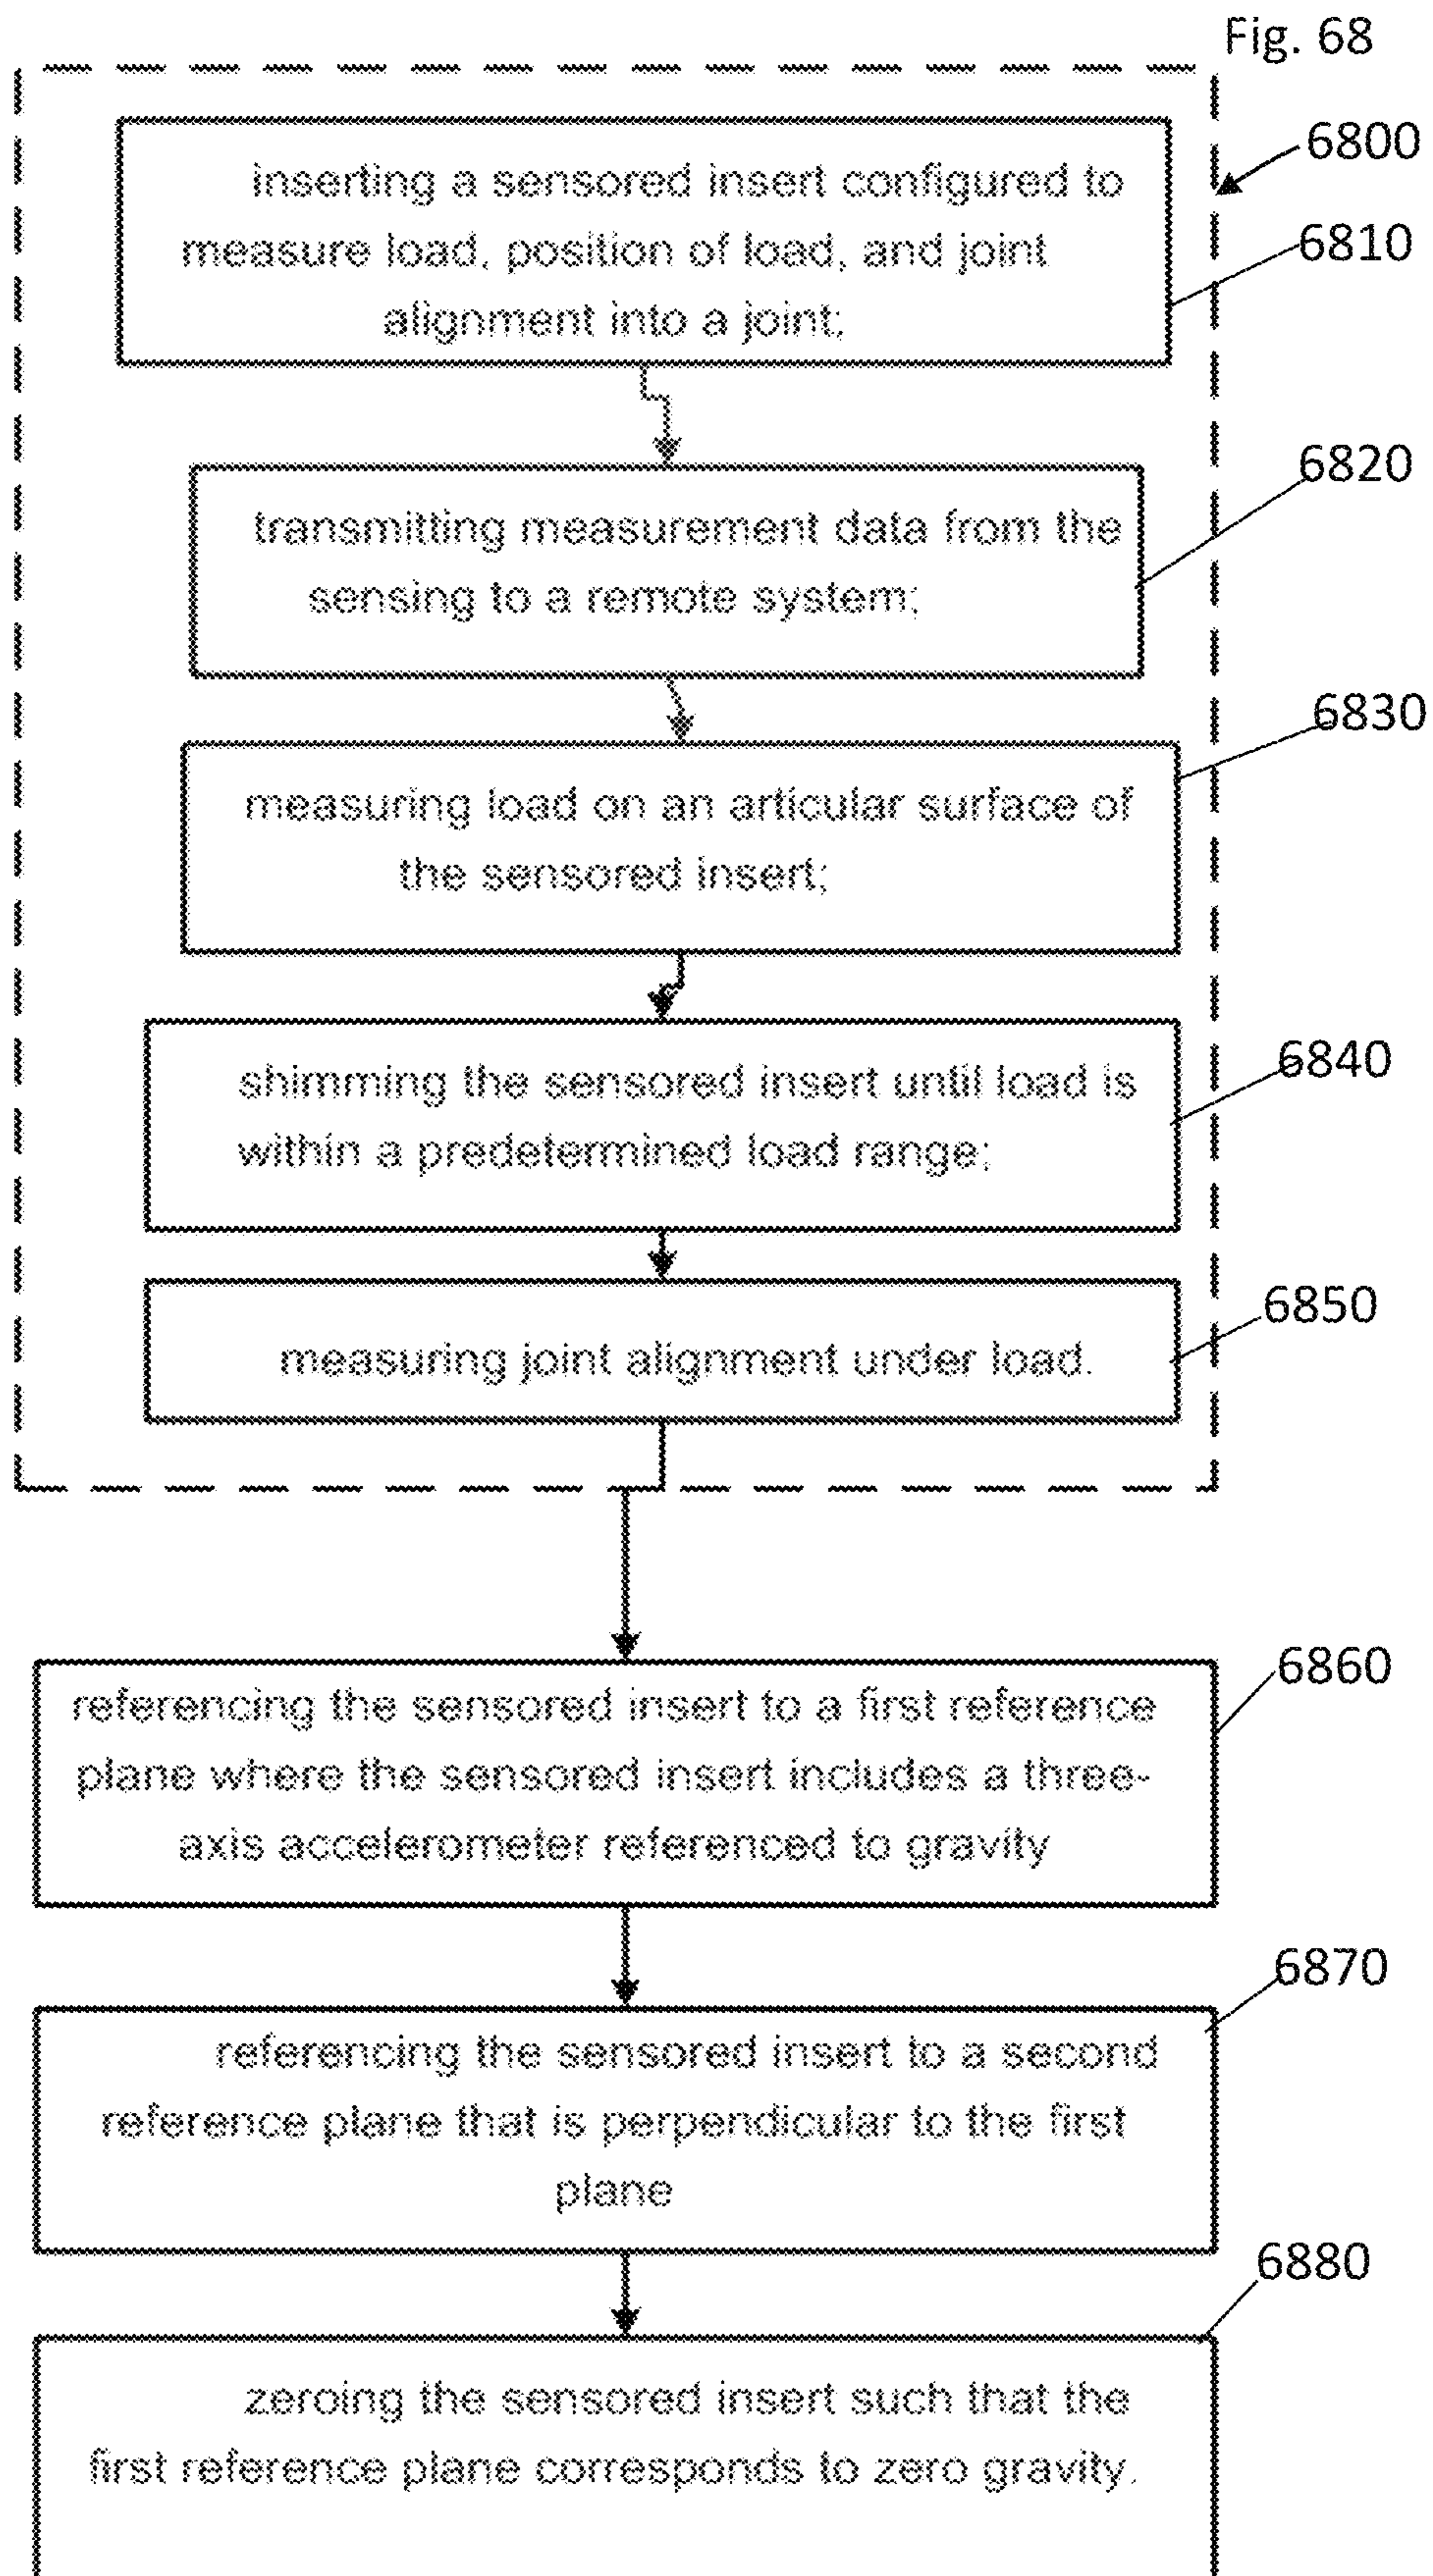 Fig. 68
6800
inserting a sensored insert configured to
measure load, position of load, and joint
alignment into a joint;
6810
transmitting measurement data from the
sensing to a remote system;
6820
measuring load on an articular surface of
the sensored insert;
6830
shimming the sensored insert until load is
within a predetermined load range;
6840
measuring joint alignment under load.
6850
referencing the sensored insert to a first reference
plane where the sensored insert includes a three-
axis accelerometer referenced to gravity
6860
referencing the sensored insert to a second
reference plane that is perpendicular to the first
plane
6870
zeroing the sensored insert such that the
first reference plane corresponds to zero gravity.
6880